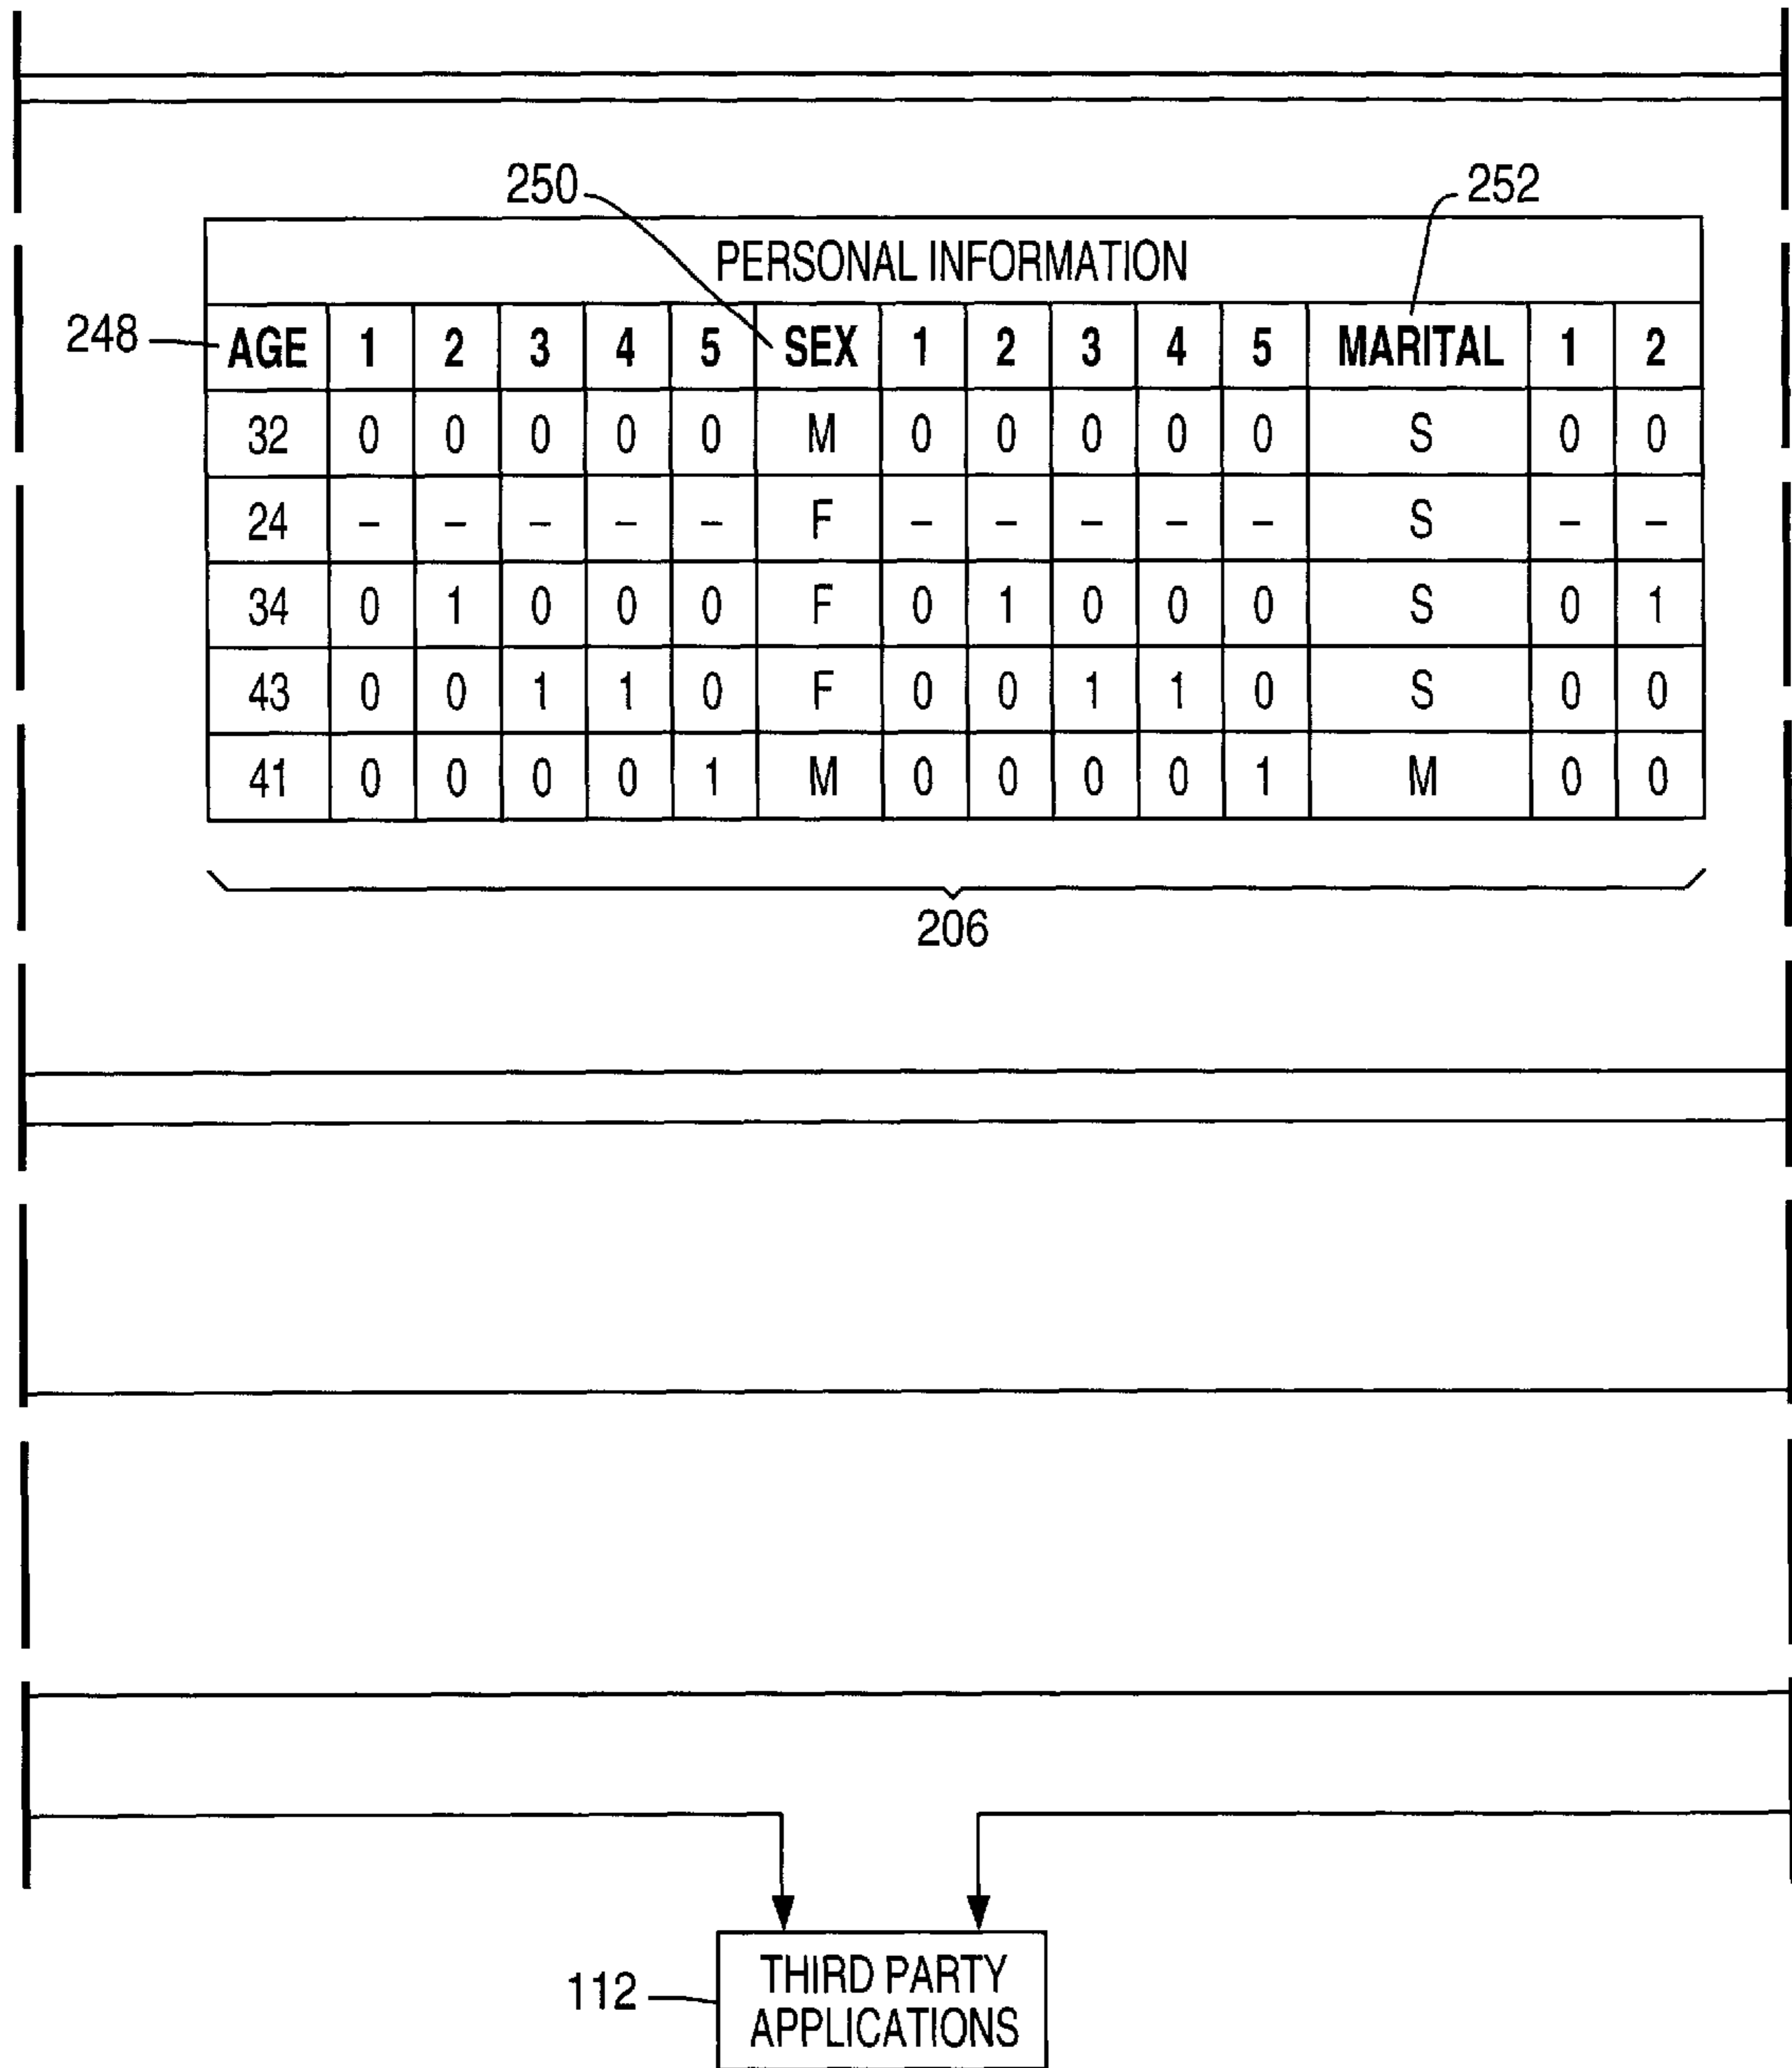 250 252
PERSONAL INFORMATION
248 AGE 1 2 3 4 5 SEX 1 2 3 4 5 MARITAL 1 2
32 0 0 0 0 0 M 0 0 0 0 0 S 0 0
24 – – – – – F – – – – – S – –
34 0 1 0 0 0 F 0 1 0 0 0 S 0 1
43 0 0 1 1 0 F 0 0 1 1 0 S 0 0
41 0 0 0 0 1 M 0 0 0 0 1 M 0 0
206
112 THIRD PARTY
APPLICATIONS